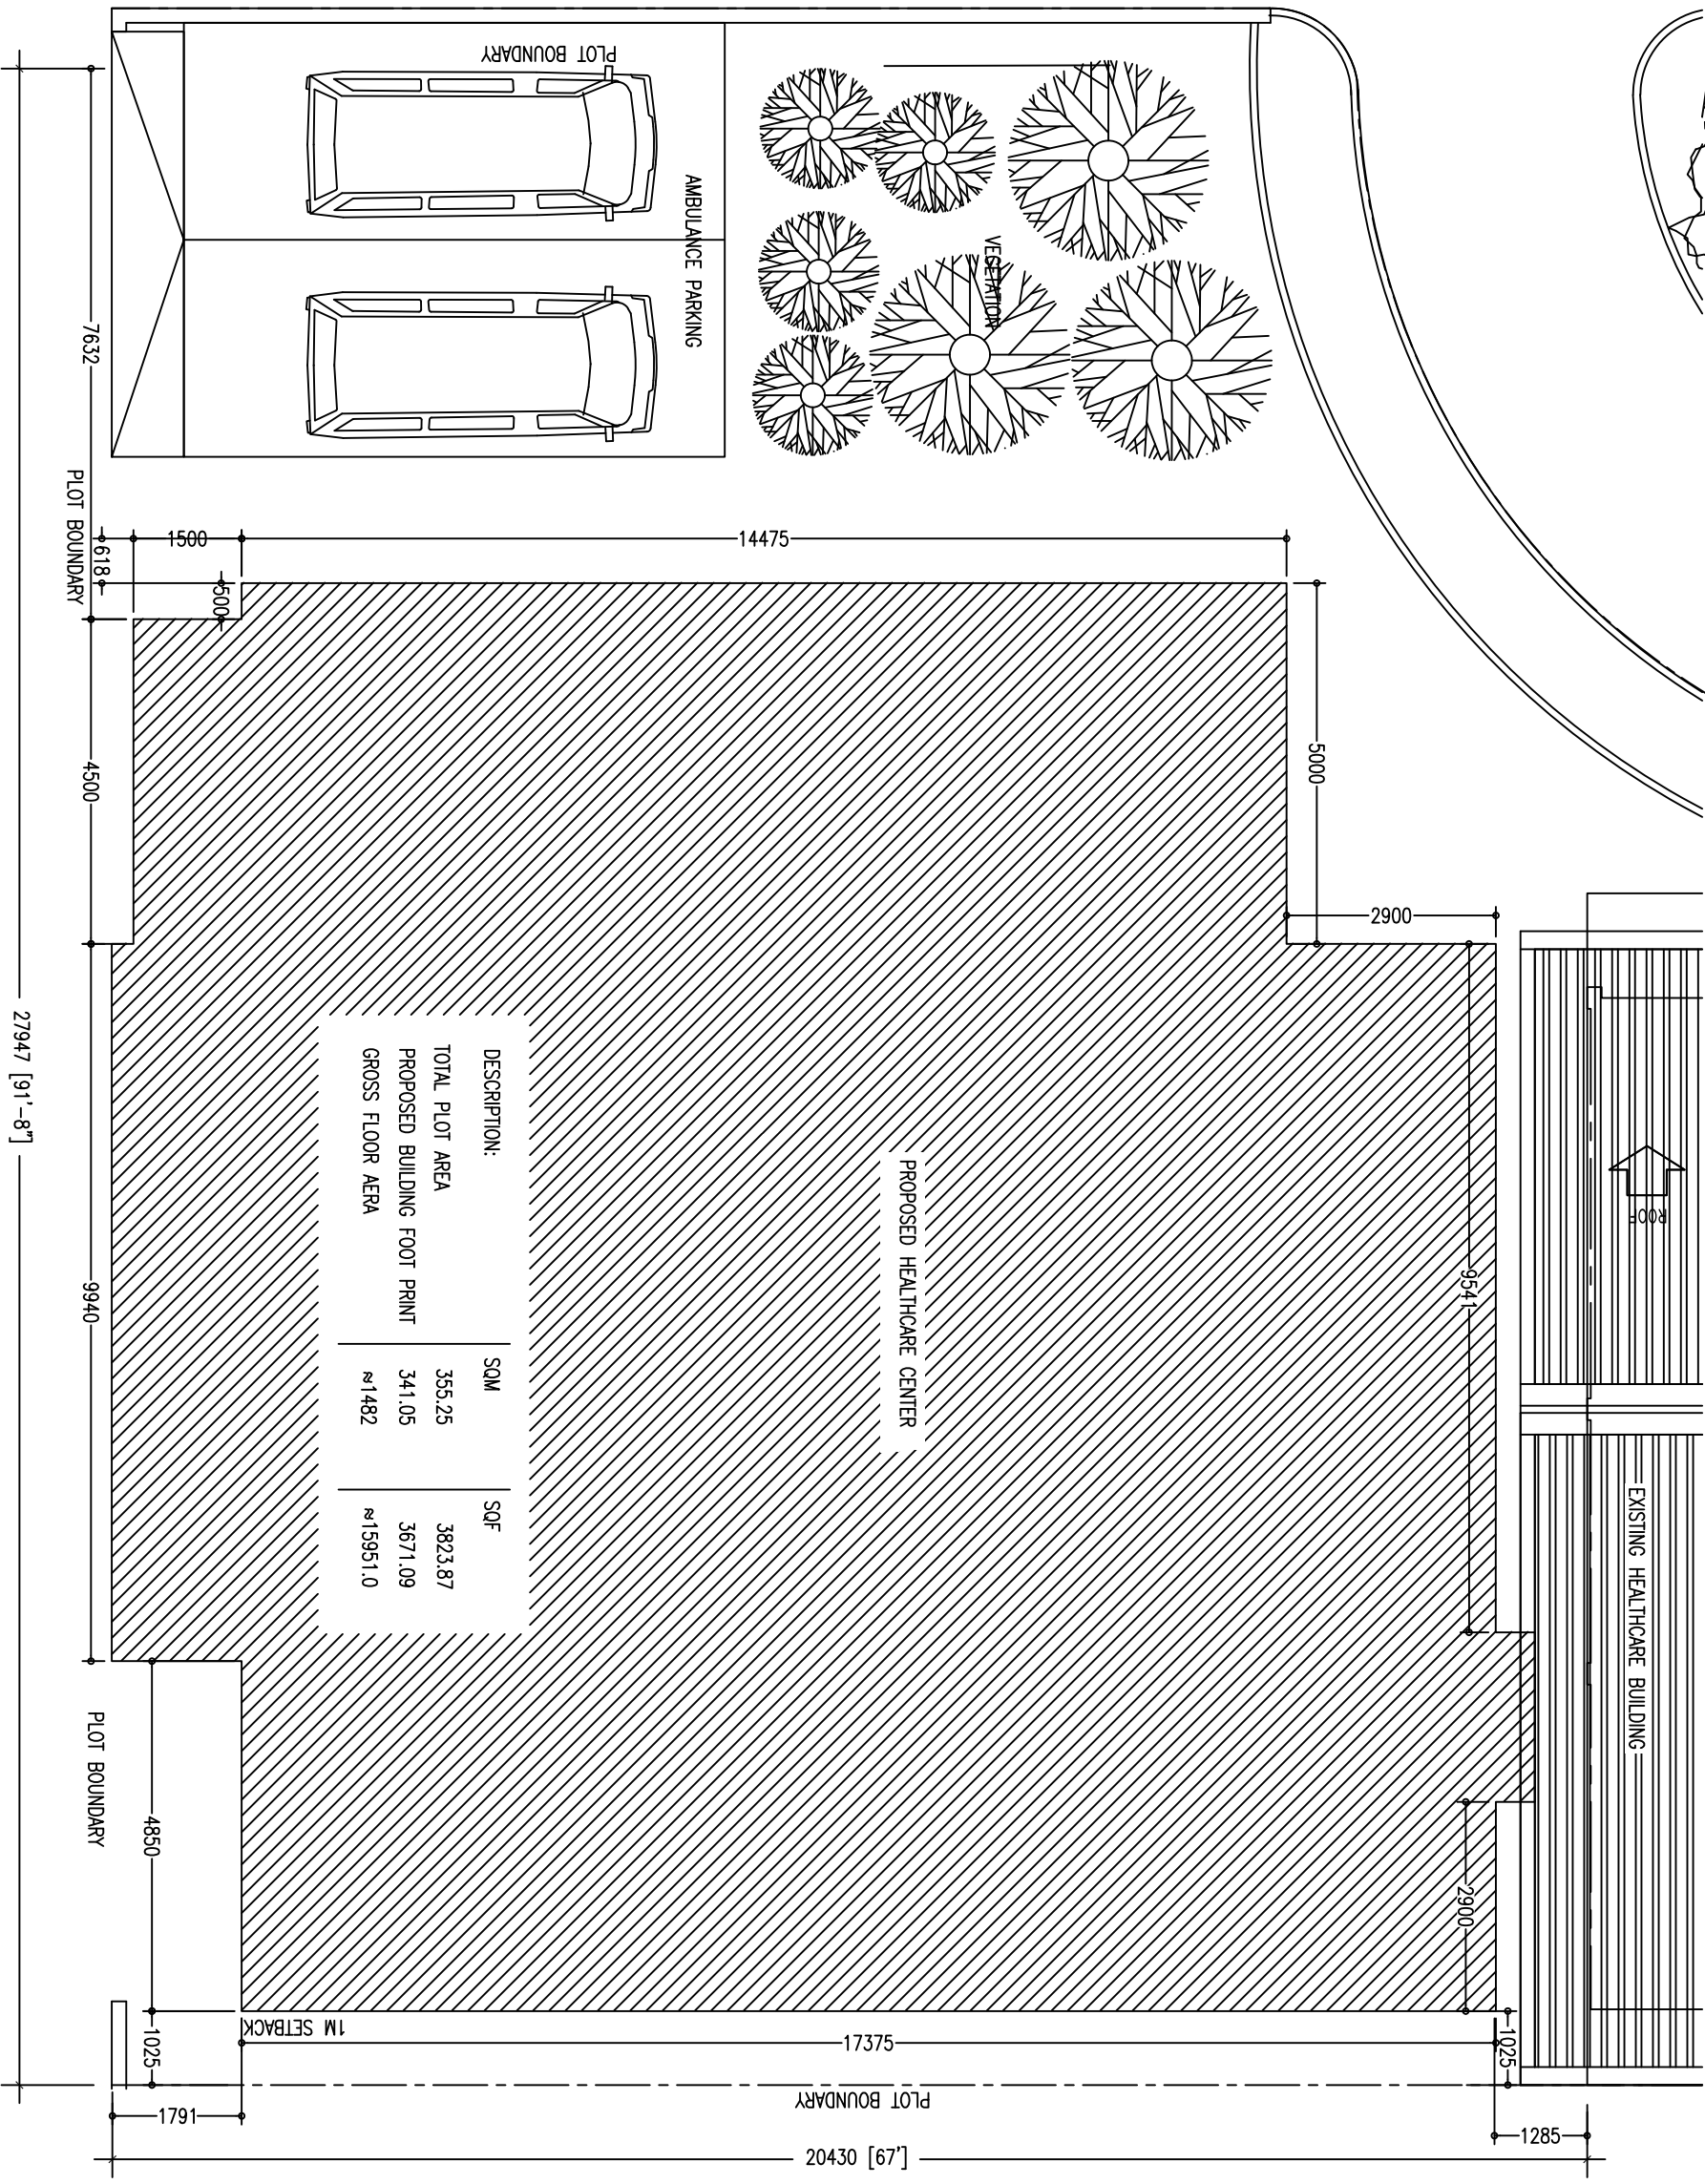 PLOT BOUNDARY
AMBULANCE PARKING
VEGETATION
7632
PLOT BOUNDARY
618
1500
14475
500
5000
4500
2900
27947 [91'-8"]
DESCRIPTION: SQM SQF
TOTAL PLOT AREA 355.25 3823.87
PROPOSED BUILDING FOOT PRINT 341.05 3671.09
GROSS FLOOR AERA ≈1482 ≈15951.0
PROPOSED HEALTHCARE CENTER
ROOF
9541
9940
EXISTING HEALTHCARE BUILDING
PLOT BOUNDARY
4850
2900
1M SETBACK
1025
17375
1025
PLOT BOUNDARY
1791
1285
20430 [67']